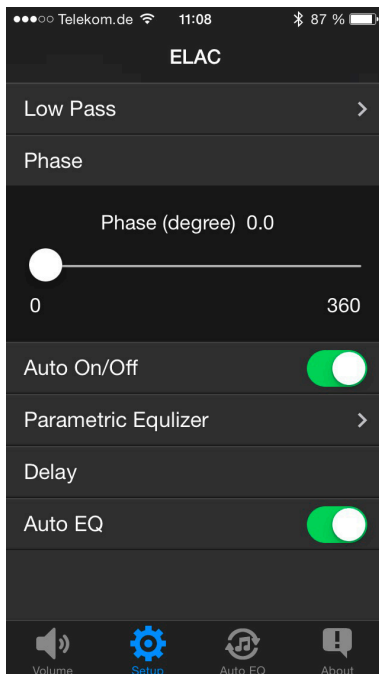 Telekom.de 11:08 87 %
ELAC
Low Pass
Phase
Phase (degree) 0.0
0 360
Auto On/Off
Parametric Equlizer
Delay
Auto EQ
Volume Setup Auto EQ About